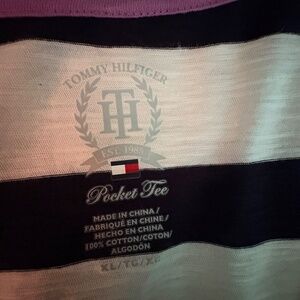 TOMMY HILFIGER
TH
EST. 1985
Pocket Tee
MADE IN CHINA/
FABRIQUÉ EN CHINE/
HECHO EN CHINA
100% COTTON/COTON/
ALGODÓN
XL/TG/XG